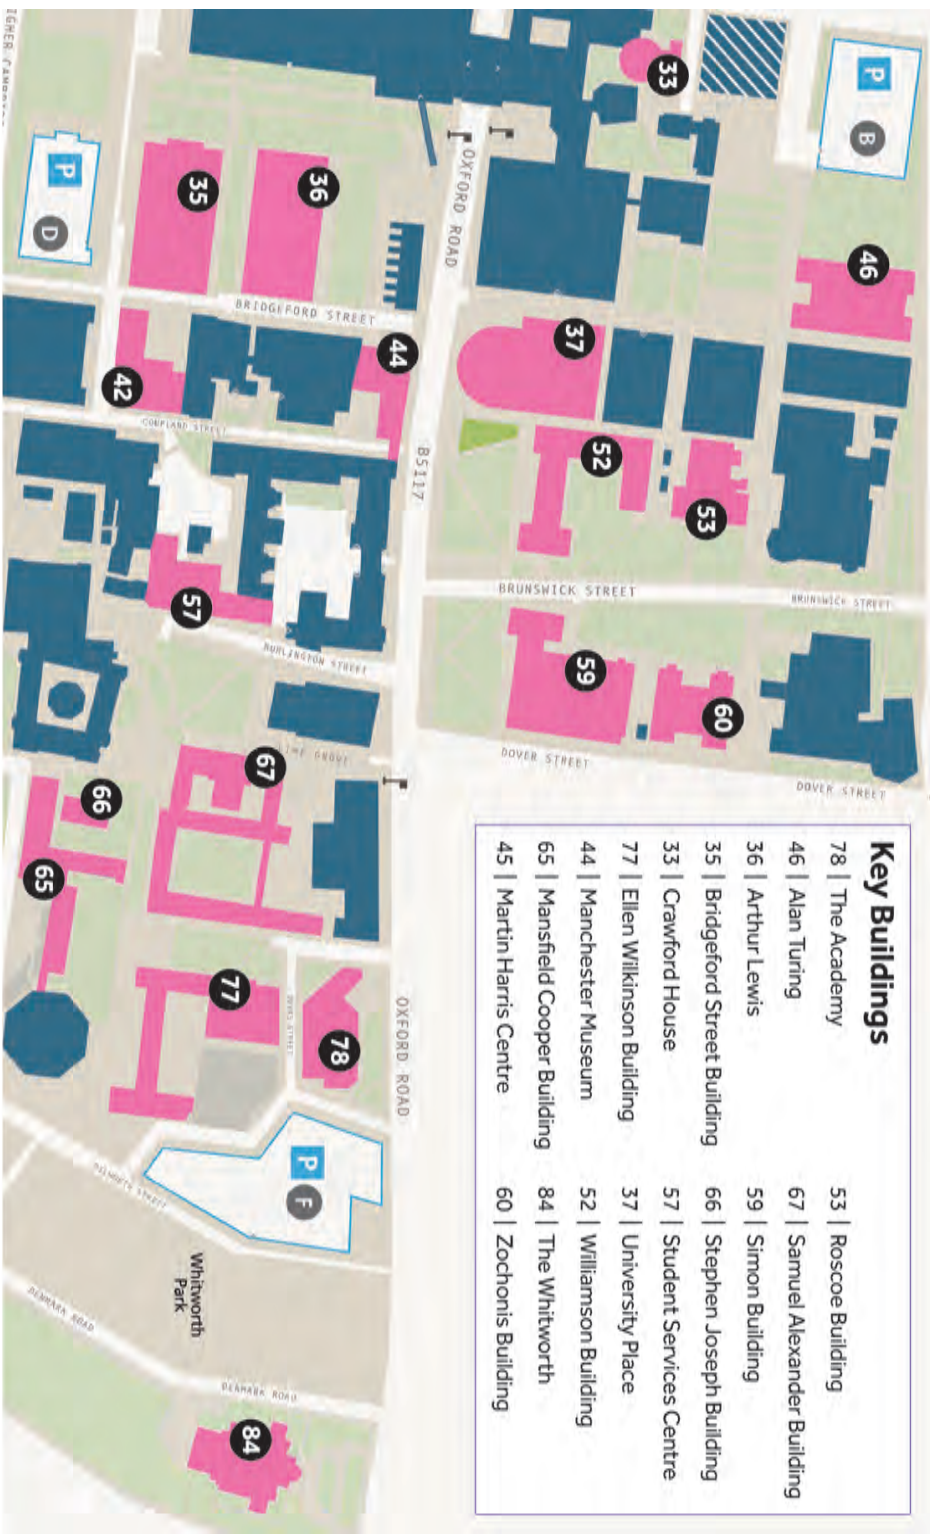 Key Buildings
78 | The Academy
46 | Alan Turing
36 | Arthur Lewis
35 | Bridgeford Street Building
33 | Crawford House
77 | Ellen Wilkinson Building
44 | Manchester Museum
65 | Mansfield Cooper Building
45 | Martin Harris Centre
53 | Roscoe Building
67 | Samuel Alexander Building
59 | Simon Building
66 | Stephen Joseph Building
57 | Student Services Centre
37 | University Place
52 | Williamson Building
84 | The Whitworth
60 | Zochonis Building
P
B
33
46
OXFORD ROAD
36
35
P
D
BRIDGEFORD STREET
37
44
42
COUPLAND STREET
B5117
52
53
BRUNSWICK STREET
BRUNSWICK STREET
57
BURLINGTON STREET
59
60
DOVER STREET
DOVER STREET
67
66
65
77
78
OXFORD ROAD
P
F
Whitworth
Park
DENMARK ROAD
DENMARK ROAD
84